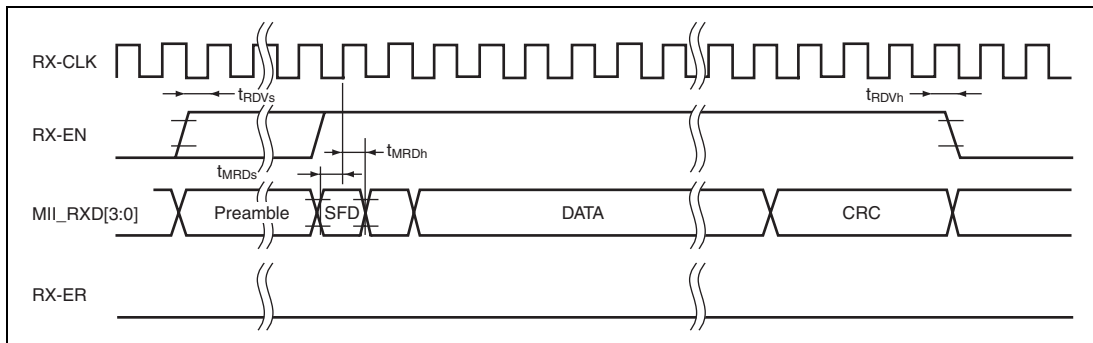 RX-CLK
tRDVs
tRDVh
RX-EN
tMRDh
tMRDs
MII_RXD[3:0]
Preamble
SFD
DATA
CRC
RX-ER